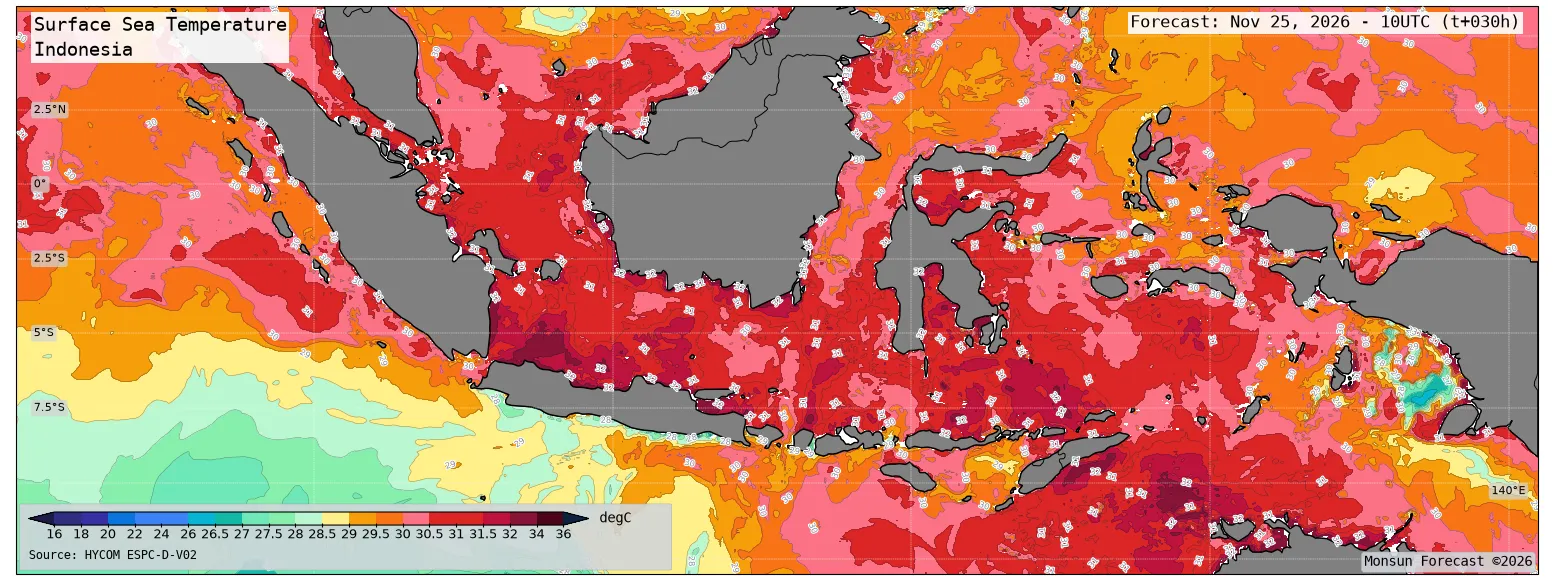 Surface Sea Temperature
Indonesia
Forecast: Nov 25, 2026 - 10UTC (t+030h)
2.5°N
0°
2.5°S
5°S
7.5°S
140°E
degC
16 18 20 22 24 26 26.5 27 27.5 28 28.5 29 29.5 30 30.5 31 31.5 32 34 36
Source: HYCOM ESPC-D-V02
Monsun Forecast ©2026